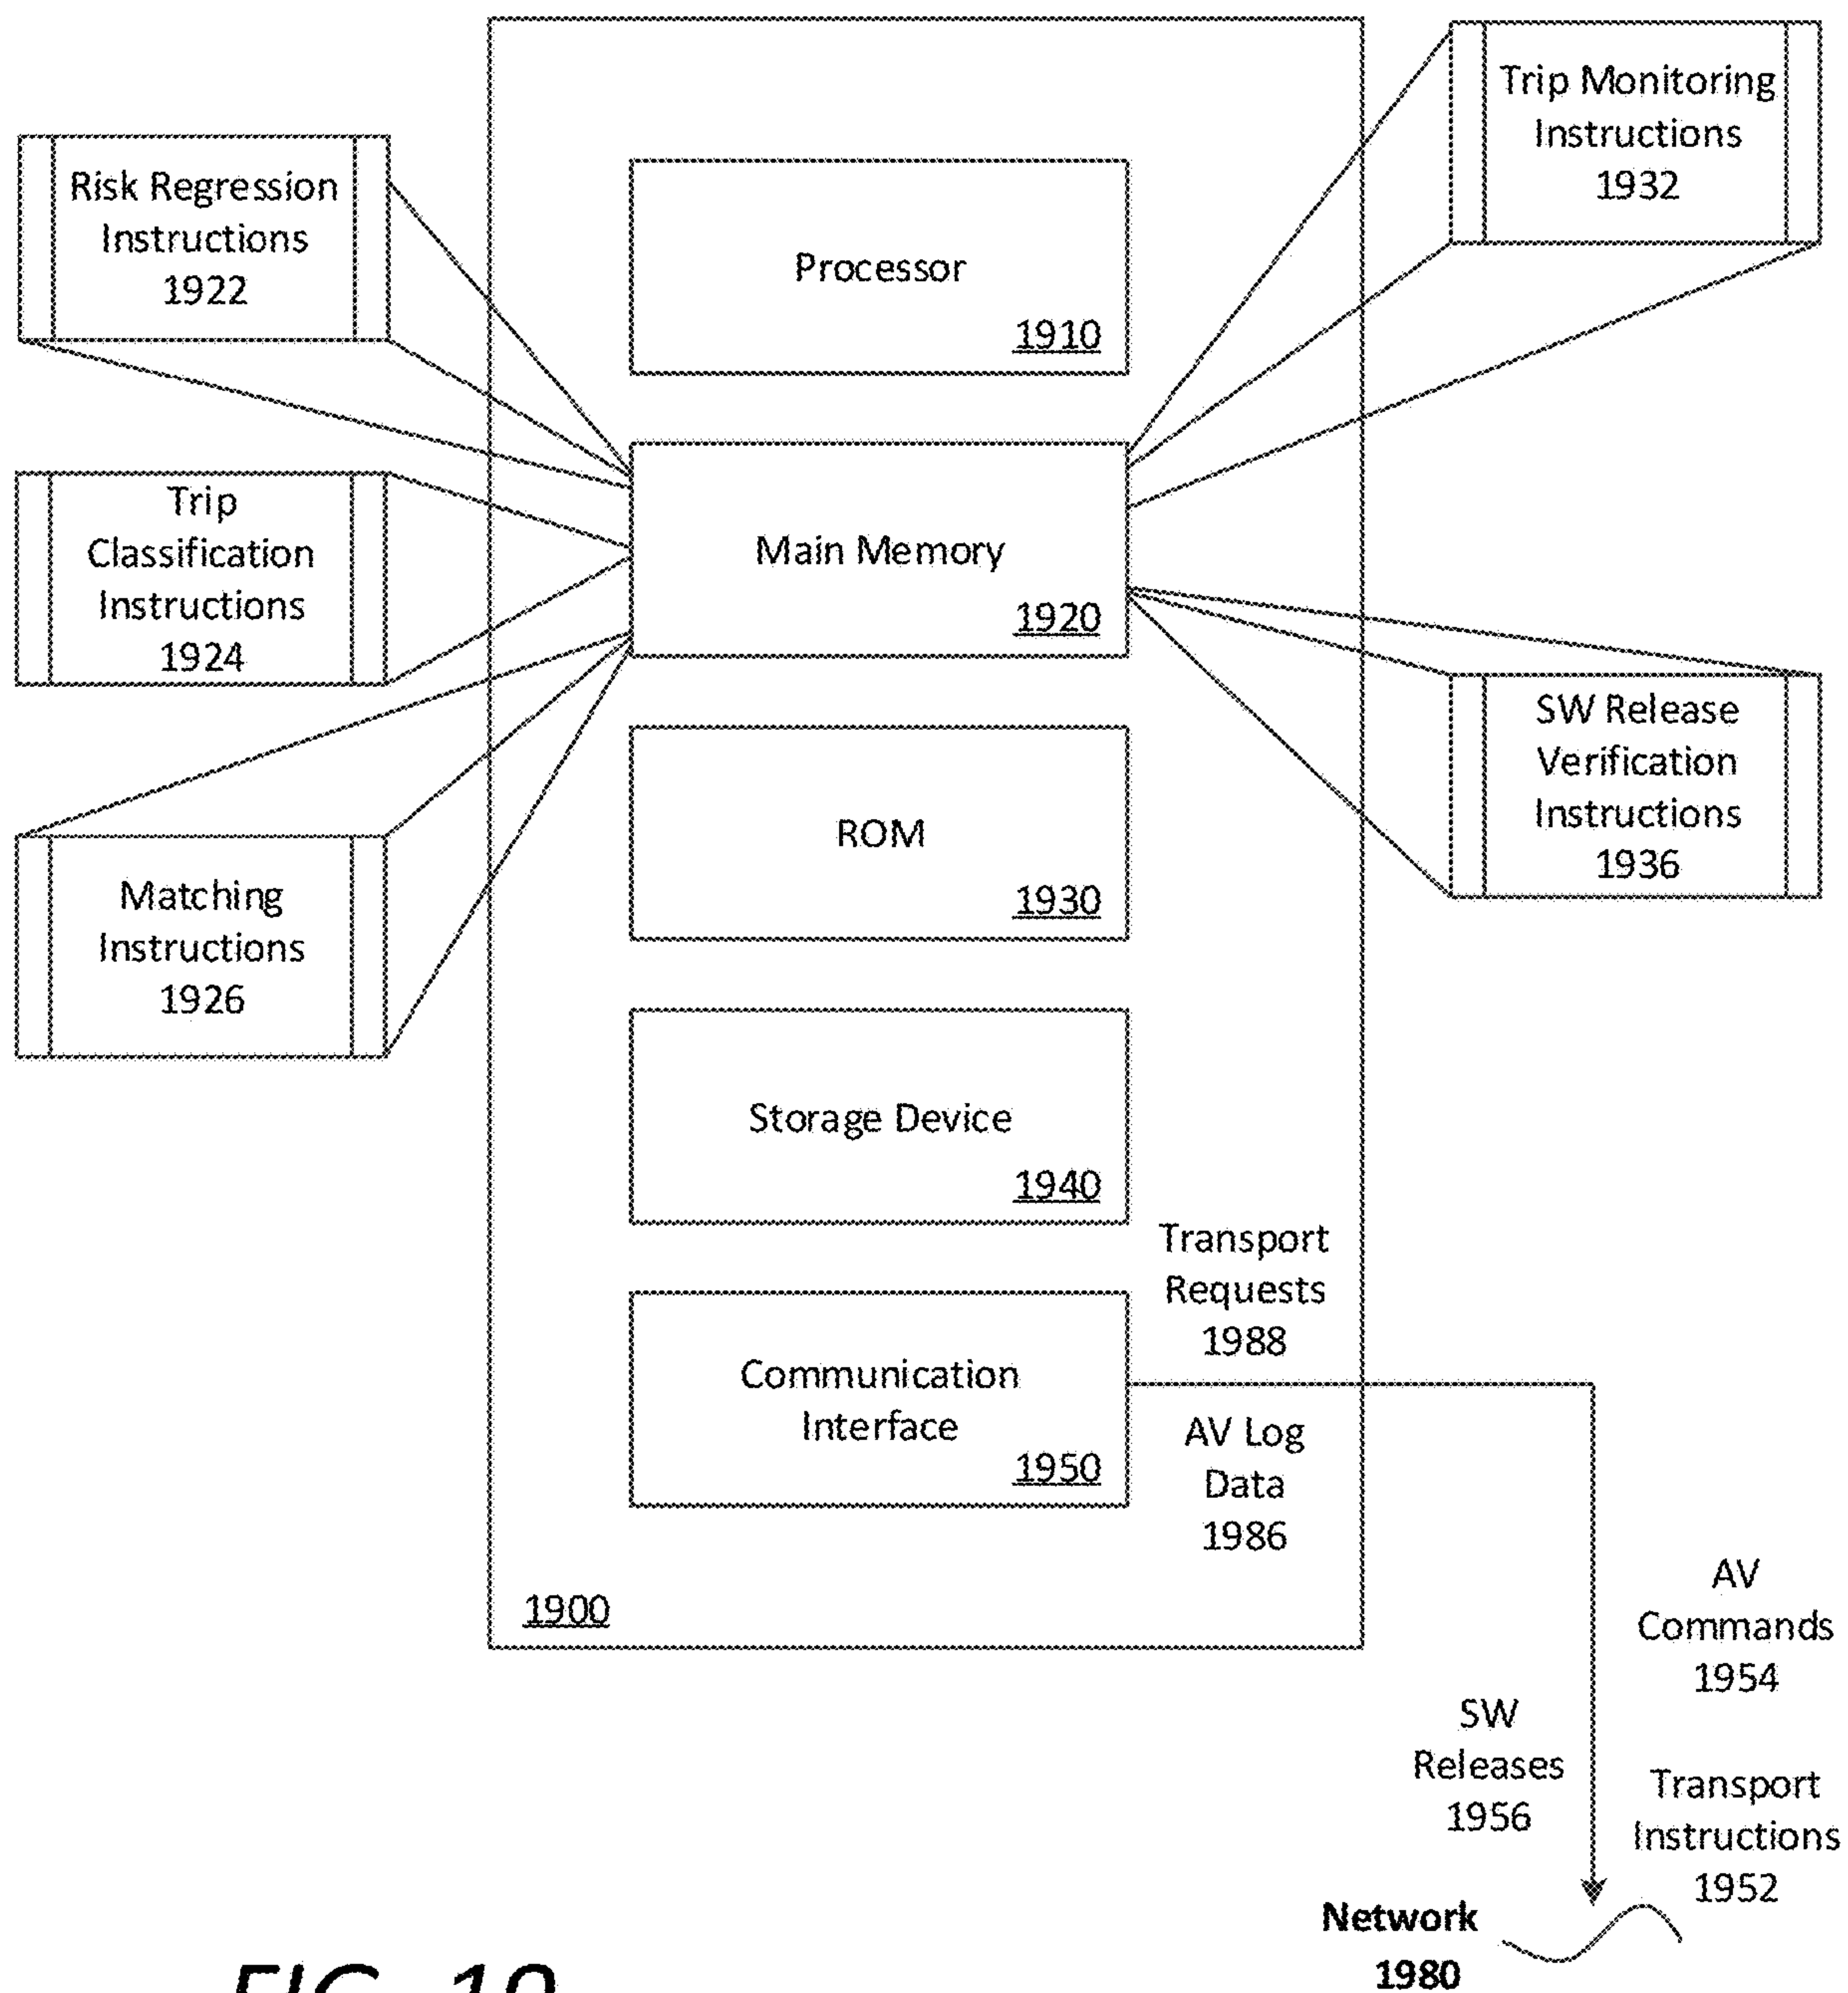 Trip Monitoring
Instructions
1932
Risk Regression
Instructions
1922
Processor
1910
Trip
Classification
Instructions
1924
Main Memory
1920
SW Release
Verification
Instructions
1936
Matching
Instructions
1926
ROM
1930
Storage Device
1940
Transport
Requests
1988
Communication
Interface
1950
AV Log
Data
1986
1900
AV
Commands
1954
SW
Releases
1956
Transport
Instructions
1952
Network
1980
FIG. 19